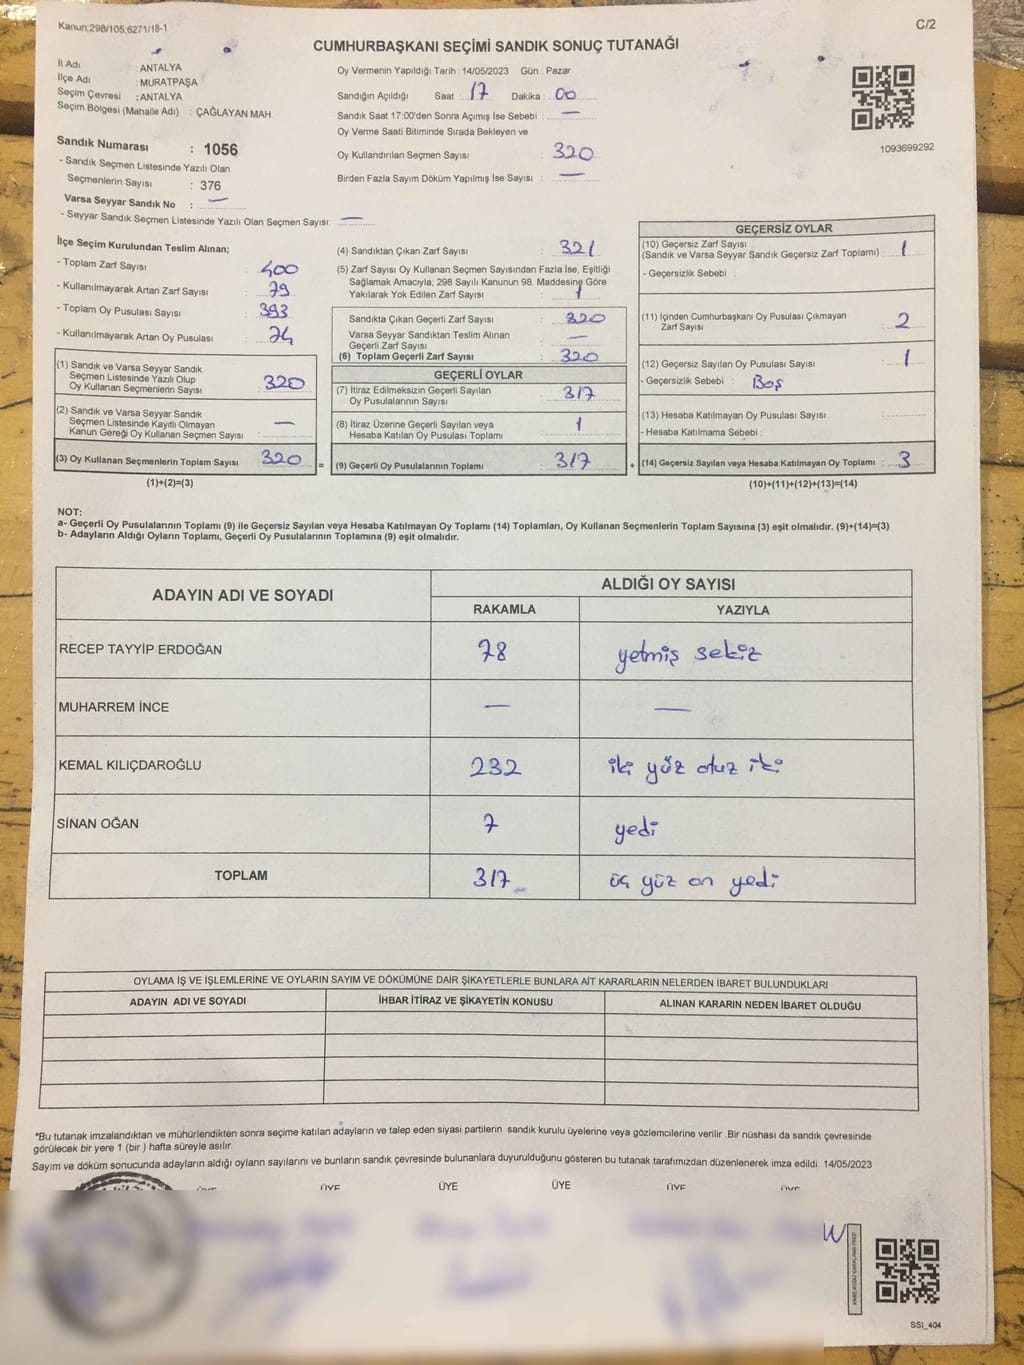 Kanun;298/105;6271/18-1
C/2
CUMHURBAŞKANI SEÇİMİ SANDIK SONUÇ TUTANAĞI
İl Adı : ANTALYA
İlçe Adı : MURATPAŞA
Seçim Çevresi : ANTALYA
Seçim Bölgesi (Mahalle Adı) : ÇAĞLAYAN MAH
Sandık Numarası : 1056
- Sandık Seçmen Listesinde Yazılı Olan
Seçmenlerin Sayısı : 376
Varsa Seyyar Sandık No : —
- Seyyar Sandık Seçmen Listesinde Yazılı Olan Seçmen Sayısı: —
Oy Vermenin Yapıldığı Tarih : 14/05/2023 Gün : Pazar
Sandığın Açıldığı Saat : 17 Dakika : 00
Sandık Saat 17:00'den Sonra Açımış İse Sebebi : —
Oy Verme Saati Bitiminde Sırada Bekleyen ve
Oy Kullandırılan Seçmen Sayısı : 320
Birden Fazla Sayım Döküm Yapılmış İse Sayısı : —
1093699292
İlçe Seçim Kurulundan Teslim Alınan;
- Toplam Zarf Sayısı : 400
- Kullanılmayarak Artan Zarf Sayısı : 79
- Toplam Oy Pusulası Sayısı : 393
- Kullanılmayarak Artan Oy Pusulası : 74
(1) Sandık ve Varsa Seyyar Sandık
Seçmen Listesinde Yazılı Olup
Oy Kullanan Seçmenlerin Sayısı : 320
(2) Sandık ve Varsa Seyyar Sandık
Seçmen Listesinde Kayıtlı Olmayan
Kanun Gereği Oy Kullanan Seçmen Sayısı : —
(3) Oy Kullanan Seçmenlerin Toplam Sayısı : 320
(1)+(2)=(3)
(4) Sandıktan Çıkan Zarf Sayısı : 321
(5) Zarf Sayısı Oy Kullanan Seçmen Sayısından Fazla İse, Eşitliği
Sağlamak Amacıyla; 298 Sayılı Kanunun 98. Maddesine Göre
Yakılarak Yok Edilen Zarf Sayısı : 1
Sandıkta Çıkan Geçerli Zarf Sayısı : 320
Varsa Seyyar Sandıktan Teslim Alınan
Geçerli Zarf Sayısı : —
(6) Toplam Geçerli Zarf Sayısı : 320
GEÇERLİ OYLAR
(7) İtiraz Edilmeksizin Geçerli Sayılan
Oy Pusulalarının Sayısı : 317
(8) İtiraz Üzerine Geçerli Sayılan veya
Hesaba Katılan Oy Pusulası Toplamı : 1
= (9) Geçerli Oy Pusulalarının Toplamı : 317 +
GEÇERSİZ OYLAR
(10) Geçersiz Zarf Sayısı
(Sandık ve Varsa Seyyar Sandık Geçersiz Zarf Toplamı) : 1
- Geçersizlik Sebebi :
(11) İçinden Cumhurbaşkanı Oy Pusulası Çıkmayan
Zarf Sayısı : 2
(12) Geçersiz Sayılan Oy Pusulası Sayısı : 1
- Geçersizlik Sebebi : Boş
(13) Hesaba Katılmayan Oy Pusulası Sayısı :
- Hesaba Katılmama Sebebi :
(14) Geçersiz Sayılan veya Hesaba Katılmayan Oy Toplamı : 3
(10)+(11)+(12)+(13)=(14)
NOT:
a- Geçerli Oy Pusulalarının Toplamı (9) ile Geçersiz Sayılan veya Hesaba Katılmayan Oy Toplamı (14) Toplamları, Oy Kullanan Seçmenlerin Toplam Sayısına (3) eşit olmalıdır. (9)+(14)=(3)
b- Adayların Aldığı Oyların Toplamı, Geçerli Oy Pusulalarının Toplamına (9) eşit olmalıdır.
ADAYIN ADI VE SOYADI ALDIĞI OY SAYISI
RAKAMLA YAZIYLA
RECEP TAYYİP ERDOĞAN 78 yetmiş sekiz
MUHARREM İNCE — —
KEMAL KILIÇDAROĞLU 232 iki yüz otuz iki
SİNAN OĞAN 7 yedi
TOPLAM 317 üç yüz on yedi
OYLAMA İŞ VE İŞLEMLERİNE VE OYLARIN SAYIM VE DÖKÜMÜNE DAİR ŞİKAYETLERLE BUNLARA AİT KARARLARIN NELERDEN İBARET BULUNDUKLARI
ADAYIN ADI VE SOYADI İHBAR İTİRAZ VE ŞİKAYETİN KONUSU ALINAN KARARIN NEDEN İBARET OLDUĞU
*Bu tutanak imzalandıktan ve mühürlendikten sonra seçime katılan adayların ve talep eden siyasi partilerin sandık kurulu üyelerine veya gözlemcilerine verilir .Bir nüshası da sandık çevresinde
görülecek bir yere 1 (bir ) hafta süreyle asılır.
Sayım ve döküm sonucunda adayların aldığı oyların sayılarını ve bunların sandık çevresinde bulunanlara duyurulduğunu gösteren bu tutanak tarafımızdan düzenlenerek imza edildi. 14/05/2023
ÜYE ÜYE ÜYE ÜYE ÜYE ÜYE
SSİ_404